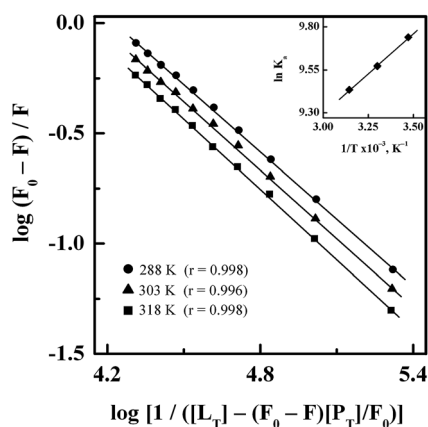 log (F₀ – F) / F
0.0
-0.5
-1.0
-1.5
4.2
4.8
5.4
log [1 / ([L_T] – (F₀ – F)[P_T]/F₀)]
288 K (r = 0.998)
303 K (r = 0.996)
318 K (r = 0.998)
ln Kₐ
9.80
9.55
9.30
3.00
3.25
3.50
1/T x10⁻³, K⁻¹